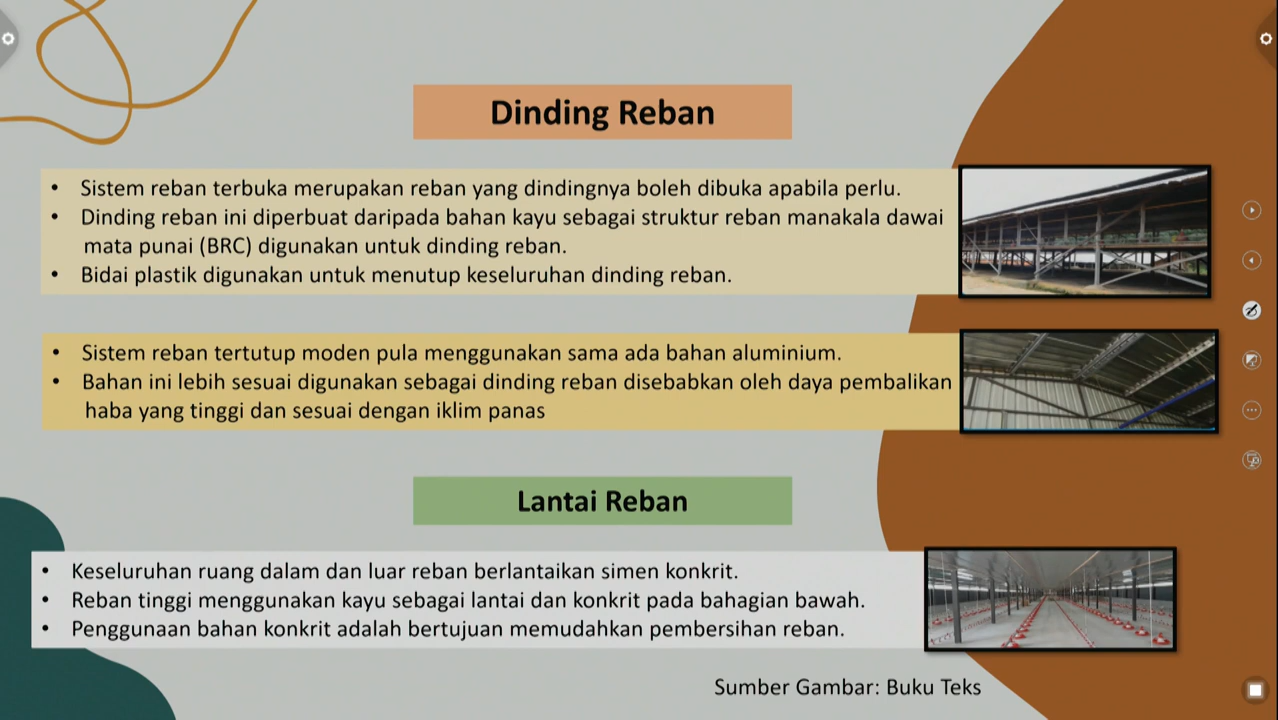 Dinding Reban
• Sistem reban terbuka merupakan reban yang dindingnya boleh dibuka apabila perlu.
• Dinding reban ini diperbuat daripada bahan kayu sebagai struktur reban manakala dawai
mata punai (BRC) digunakan untuk dinding reban.
• Bidai plastik digunakan untuk menutup keseluruhan dinding reban.
• Sistem reban tertutup moden pula menggunakan sama ada bahan aluminium.
• Bahan ini lebih sesuai digunakan sebagai dinding reban disebabkan oleh daya pembalikan
haba yang tinggi dan sesuai dengan iklim panas
Lantai Reban
• Keseluruhan ruang dalam dan luar reban berlantaikan simen konkrit.
• Reban tinggi menggunakan kayu sebagai lantai dan konkrit pada bahagian bawah.
• Penggunaan bahan konkrit adalah bertujuan memudahkan pembersihan reban.
Sumber Gambar: Buku Teks